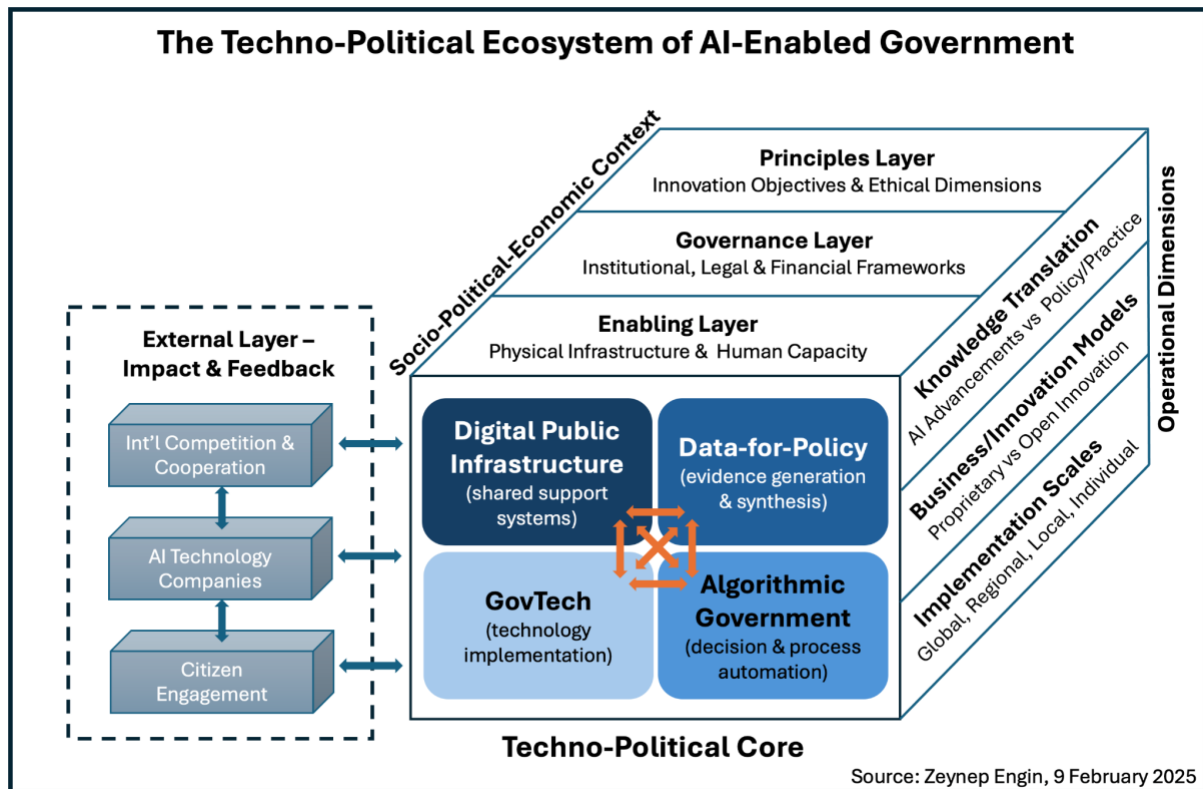 The Techno-Political Ecosystem of AI-Enabled Government
Socio-Political-Economic Context
Principles Layer
Innovation Objectives & Ethical Dimensions
Governance Layer
Institutional, Legal & Financial Frameworks
Enabling Layer
Physical Infrastructure & Human Capacity
External Layer –
Impact & Feedback
Int'l Competition &
Cooperation
AI Technology
Companies
Citizen
Engagement
Digital Public
Infrastructure
(shared support
systems)
Data-for-Policy
(evidence generation
& synthesis)
GovTech
(technology
implementation)
Algorithmic
Government
(decision & process
automation)
Techno-Political Core
Knowledge Translation
AI Advancements vs Policy/Practice
Business/Innovation Models
Proprietary vs Open Innovation
Implementation Scales
Global, Regional, Local, Individual
Operational Dimensions
Source: Zeynep Engin, 9 February 2025